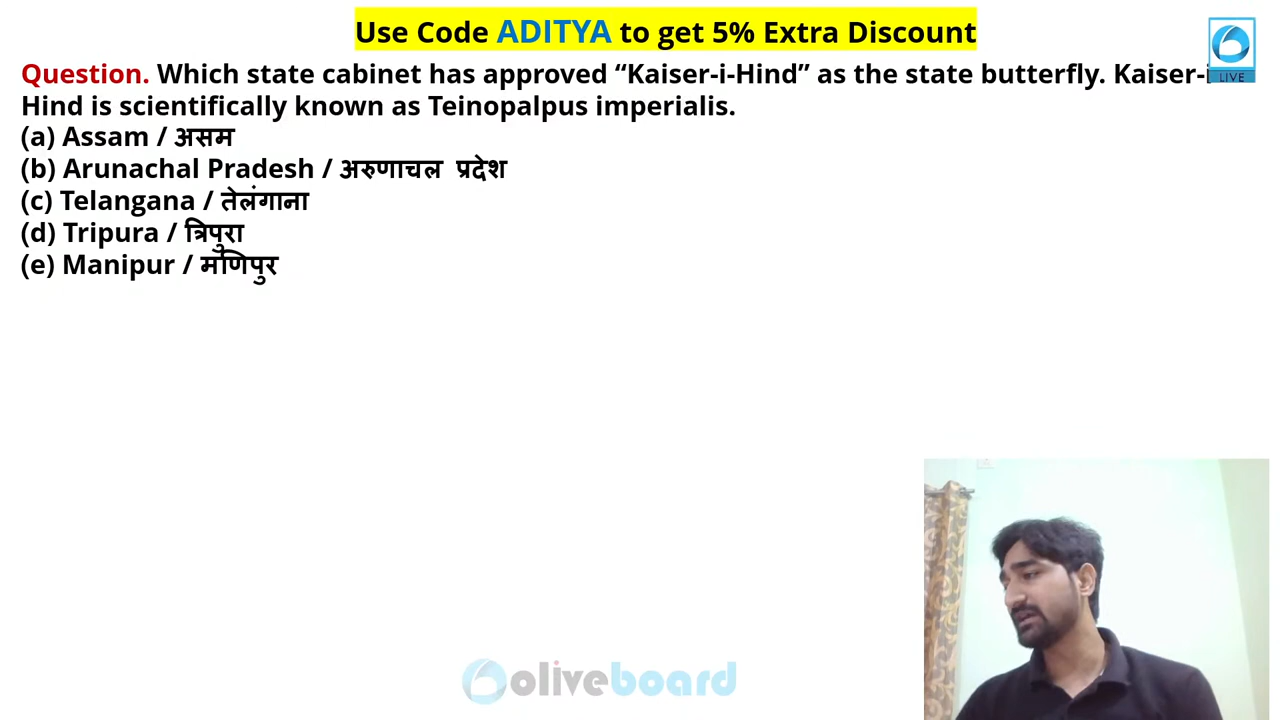 Use Code ADITYA to get 5% Extra Discount
Question. Which state cabinet has approved “Kaiser-i-Hind” as the state butterfly. Kaiser-i-
Hind is scientifically known as Teinopalpus imperialis.
(a) Assam / असम
(b) Arunachal Pradesh / अरुणाचल प्रदेश
(c) Telangana / तेलंगाना
(d) Tripura / त्रिपुरा
(e) Manipur / मणिपुर
LIVE
oliveboard